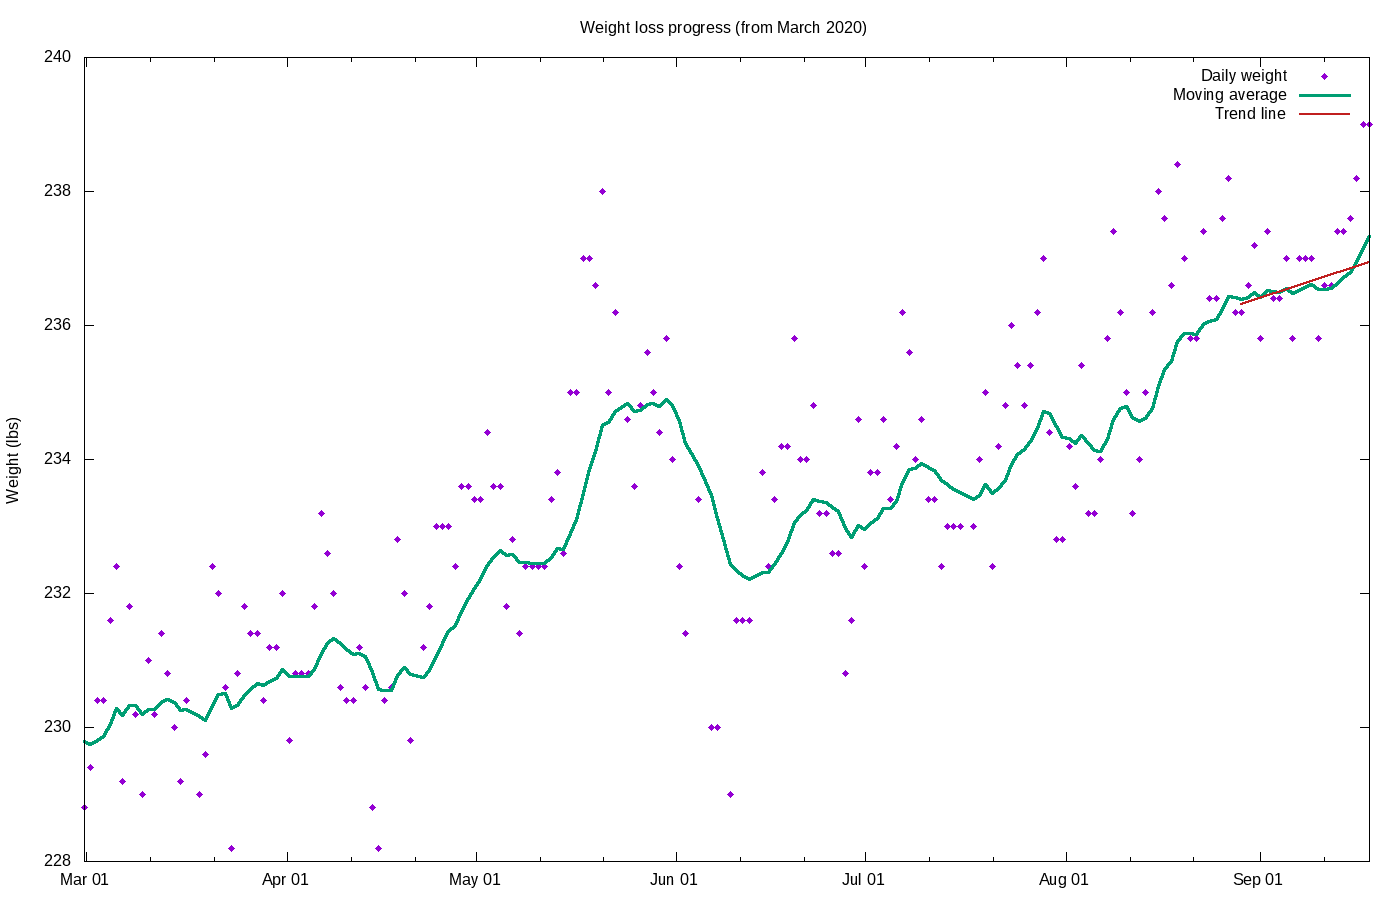 Weight loss progress (from March 2020)
240
238
236
234
232
230
228
Weight (lbs)
Daily weight
Moving average
Trend line
Mar 01
Apr 01
May 01
Jun 01
Jul 01
Aug 01
Sep 01